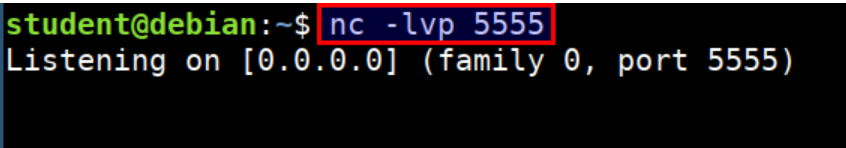 student@debian:~$ nc -lvp 5555
Listening on [0.0.0.0] (family 0, port 5555)